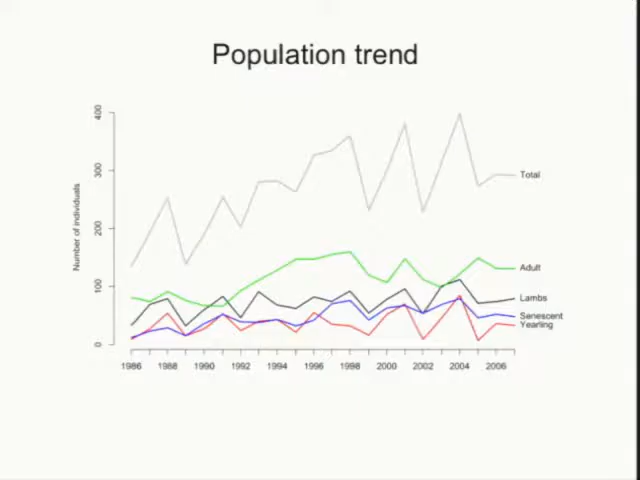 Population trend
400
300
200
100
0
Number of individuals
Total
Adult
Lambs
Senescent
Yearling
1986 1988 1990 1992 1994 1996 1998 2000 2002 2004 2006